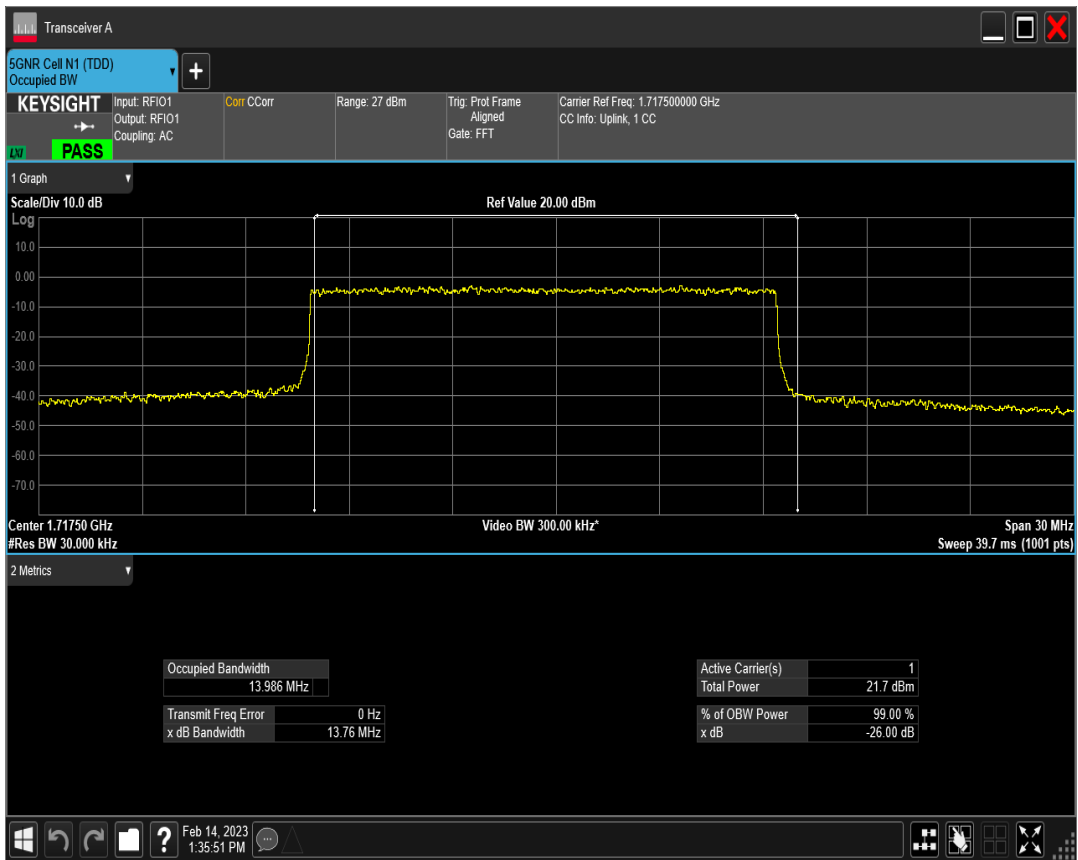 Transceiver A
5GNR Cell N1 (TDD)
Occupied BW
+
KEYSIGHT
LXI
PASS
Input: RFIO1
Output: RFIO1
Coupling: AC
Corr CCorr
Range: 27 dBm
Trig: Prot Frame
Aligned
Gate: FFT
Carrier Ref Freq: 1.717500000 GHz
CC Info: Uplink, 1 CC
1 Graph
Scale/Div 10.0 dB
Ref Value 20.00 dBm
Log
10.0
0.00
-10.0
-20.0
-30.0
-40.0
-50.0
-60.0
-70.0
Center 1.71750 GHz
Video BW 300.00 kHz*
Span 30 MHz
#Res BW 30.000 kHz
Sweep 39.7 ms (1001 pts)
2 Metrics
Occupied Bandwidth
13.986 MHz
Transmit Freq Error 0 Hz
x dB Bandwidth 13.76 MHz
Active Carrier(s) 1
Total Power 21.7 dBm
% of OBW Power 99.00 %
x dB -26.00 dB
?
Feb 14, 2023
1:35:51 PM